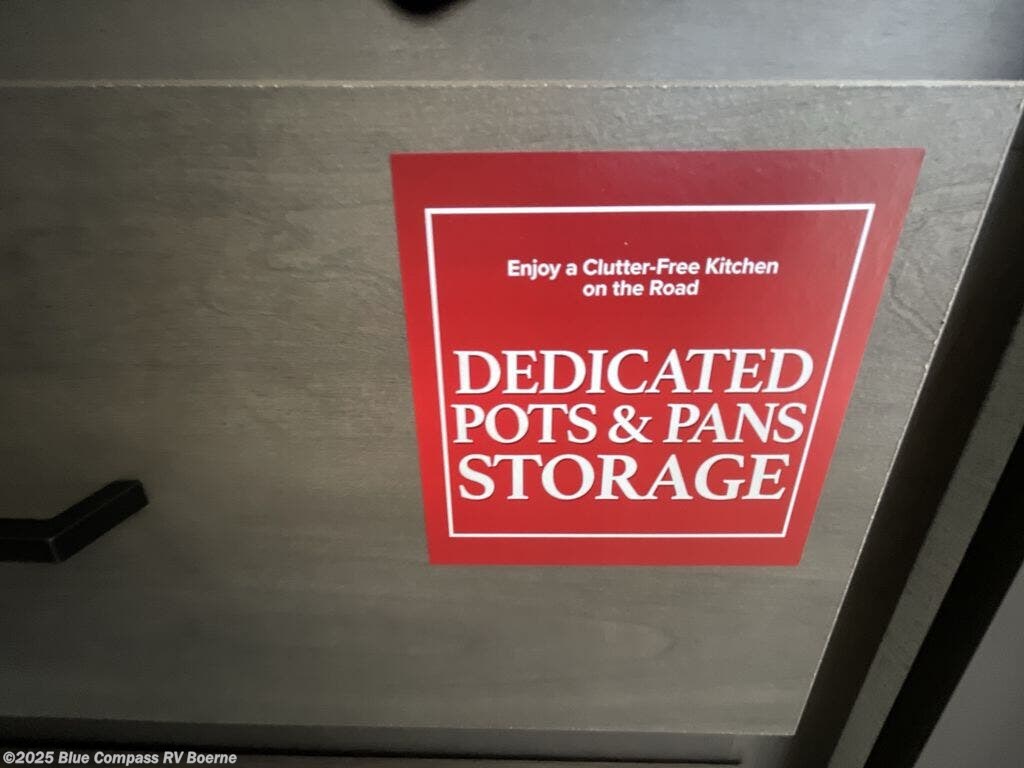 Enjoy a Clutter-Free Kitchen
on the Road
DEDICATED
POTS & PANS
STORAGE
©2025 Blue Compass RV Boerne